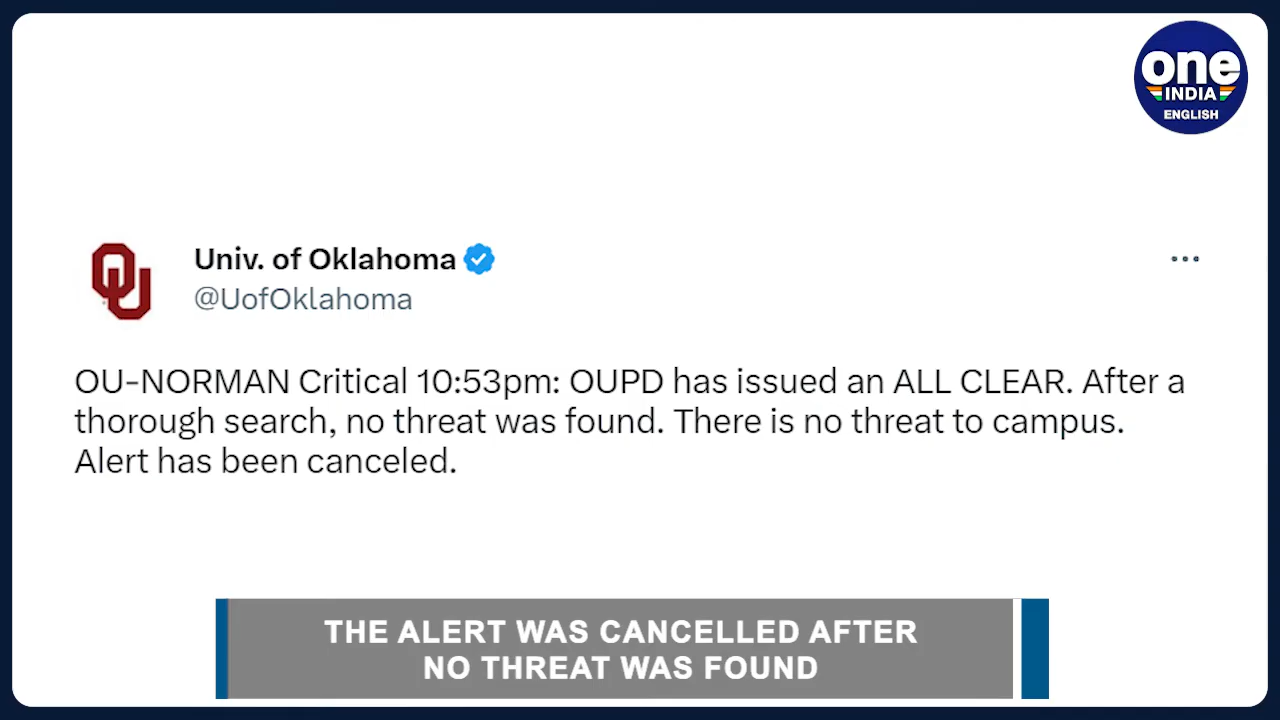 one
INDIA
ENGLISH
Univ. of Oklahoma
@UofOklahoma
OU-NORMAN Critical 10:53pm: OUPD has issued an ALL CLEAR. After a
thorough search, no threat was found. There is no threat to campus.
Alert has been canceled.
THE ALERT WAS CANCELLED AFTER
NO THREAT WAS FOUND